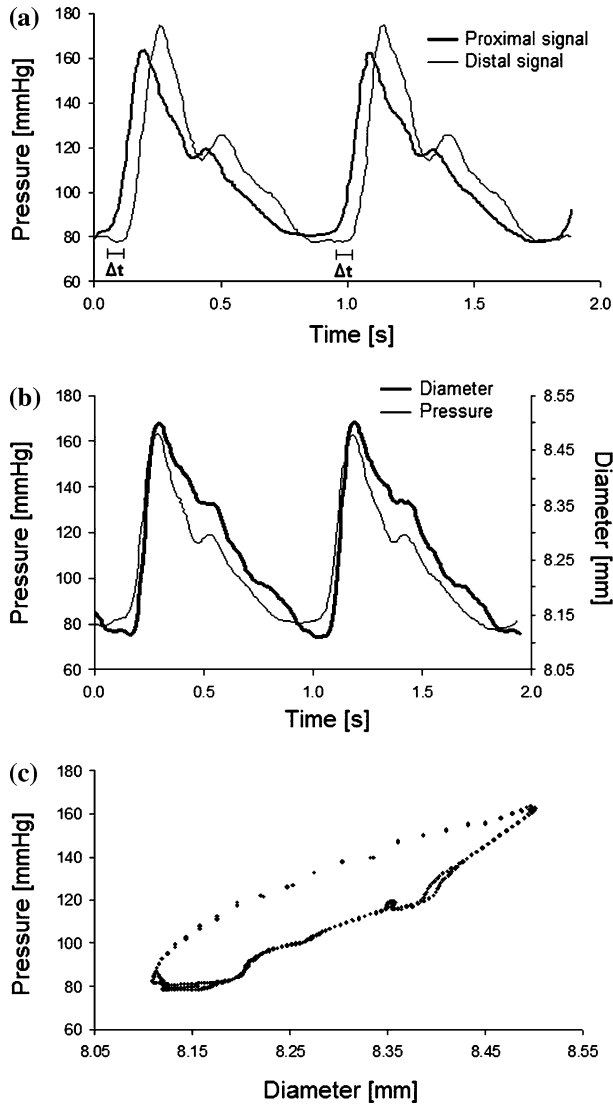 (a)
180
160
140
120
100
80
60
Pressure [mmHg]
Proximal signal
Distal signal
Δt
Δt
0.0 0.5 1.0 1.5 2.0
Time [s]
(b)
180
160
140
120
100
80
60
Pressure [mmHg]
Diameter
Pressure
8.55
8.45
8.35
8.25
8.15
8.05
Diameter [mm]
0.0 0.5 1.0 1.5 2.0
Time [s]
(c)
180
160
140
120
100
80
60
Pressure [mmHg]
8.05 8.15 8.25 8.35 8.45 8.55
Diameter [mm]